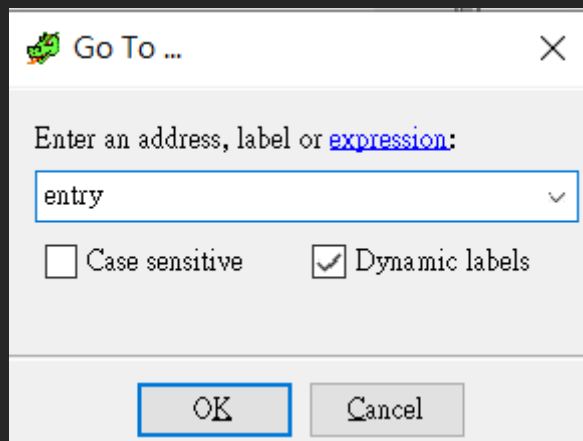 Go To ...
Enter an address, label or expression:
entry
Case sensitive Dynamic labels
OK Cancel